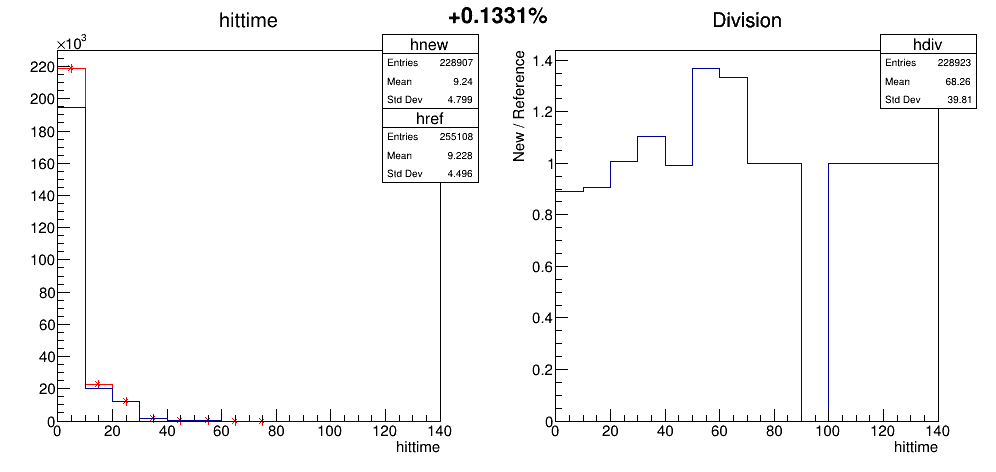 +0.1331%
hittime
×10³
220
200
180
160
140
120
100
80
60
40
20
0
0 20 40 60 80 100 120 140
hittime
hnew
Entries 228907
Mean 9.24
Std Dev 4.799
href
Entries 255108
Mean 9.228
Std Dev 4.496
Division
New / Reference
1.4
1.2
1
0.8
0.6
0.4
0.2
0
0 20 40 60 80 100 120 140
hittime
hdiv
Entries 228923
Mean 68.26
Std Dev 39.81